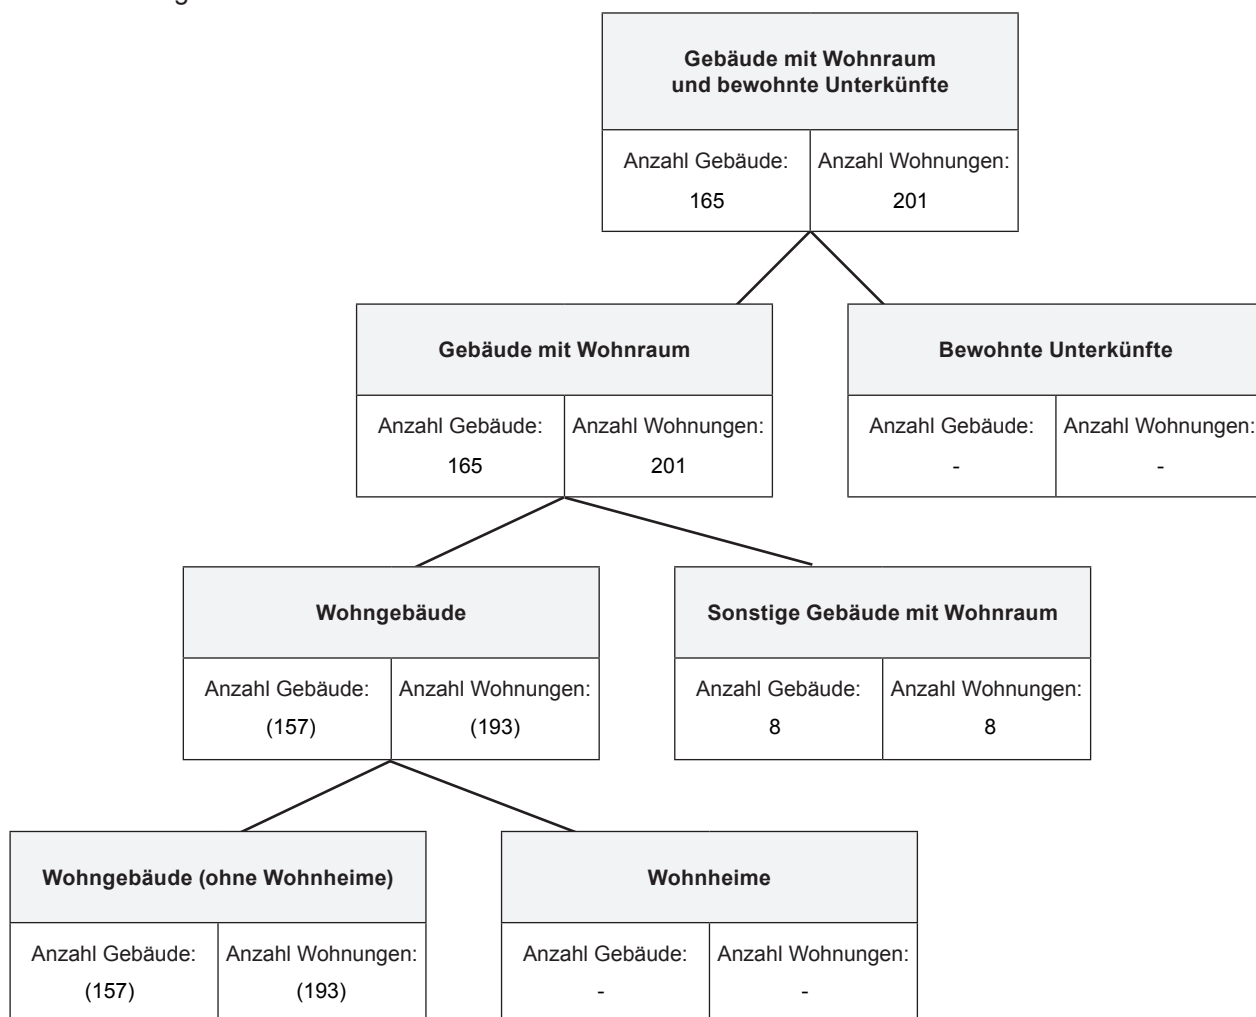 Gebäude mit Wohnraum
und bewohnte Unterkünfte
Anzahl Gebäude: Anzahl Wohnungen:
165 201
Gebäude mit Wohnraum
Anzahl Gebäude: Anzahl Wohnungen:
165 201
Bewohnte Unterkünfte
Anzahl Gebäude: Anzahl Wohnungen:
- -
Wohngebäude
Anzahl Gebäude: Anzahl Wohnungen:
(157) (193)
Sonstige Gebäude mit Wohnraum
Anzahl Gebäude: Anzahl Wohnungen:
8 8
Wohngebäude (ohne Wohnheime)
Anzahl Gebäude: Anzahl Wohnungen:
(157) (193)
Wohnheime
Anzahl Gebäude: Anzahl Wohnungen:
- -